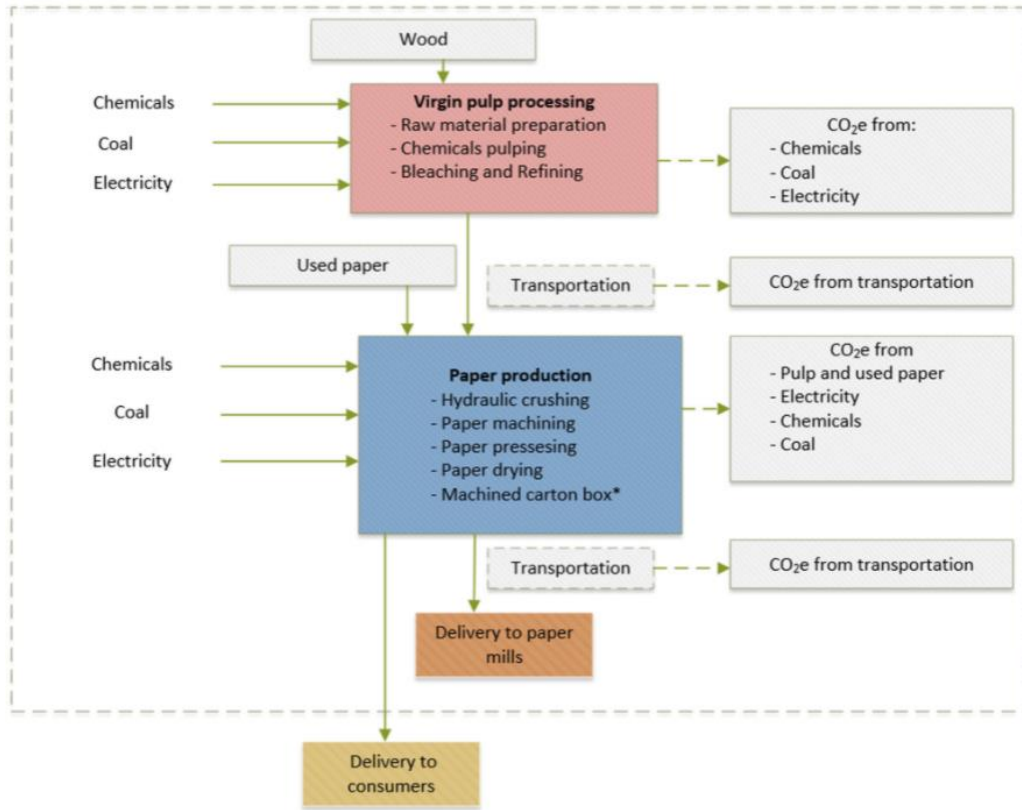 Wood
Chemicals
Coal
Electricity
Virgin pulp processing
- Raw material preparation
- Chemicals pulping
- Bleaching and Refining
CO₂e from:
- Chemicals
- Coal
- Electricity
Used paper
Transportation
CO₂e from transportation
Chemicals
Coal
Electricity
Paper production
- Hydraulic crushing
- Paper machining
- Paper pressesing
- Paper drying
- Machined carton box*
CO₂e from
- Pulp and used paper
- Electricity
- Chemicals
- Coal
Transportation
CO₂e from transportation
Delivery to paper
mills
Delivery to
consumers